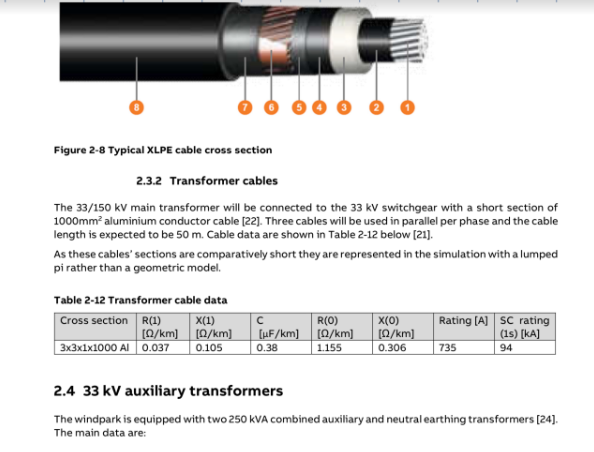 8 7 6 5 4 3 2 1
Figure 2-8 Typical XLPE cable cross section
2.3.2 Transformer cables
The 33/150 kV main transformer will be connected to the 33 kV switchgear with a short section of
1000mm² aluminium conductor cable [22]. Three cables will be used in parallel per phase and the cable
length is expected to be 50 m. Cable data are shown in Table 2-12 below [21].
As these cables' sections are comparatively short they are represented in the simulation with a lumped
pi rather than a geometric model.
Table 2-12 Transformer cable data
Cross section R(1) X(1) C R(0) X(0) Rating [A] SC rating
[Ω/km] [Ω/km] [µF/km] [Ω/km] [Ω/km] (1s) [kA]
3x3x1x1000 Al 0.037 0.105 0.38 1.155 0.306 735 94
2.4 33 kV auxiliary transformers
The windpark is equipped with two 250 kVA combined auxiliary and neutral earthing transformers [24].
The main data are: